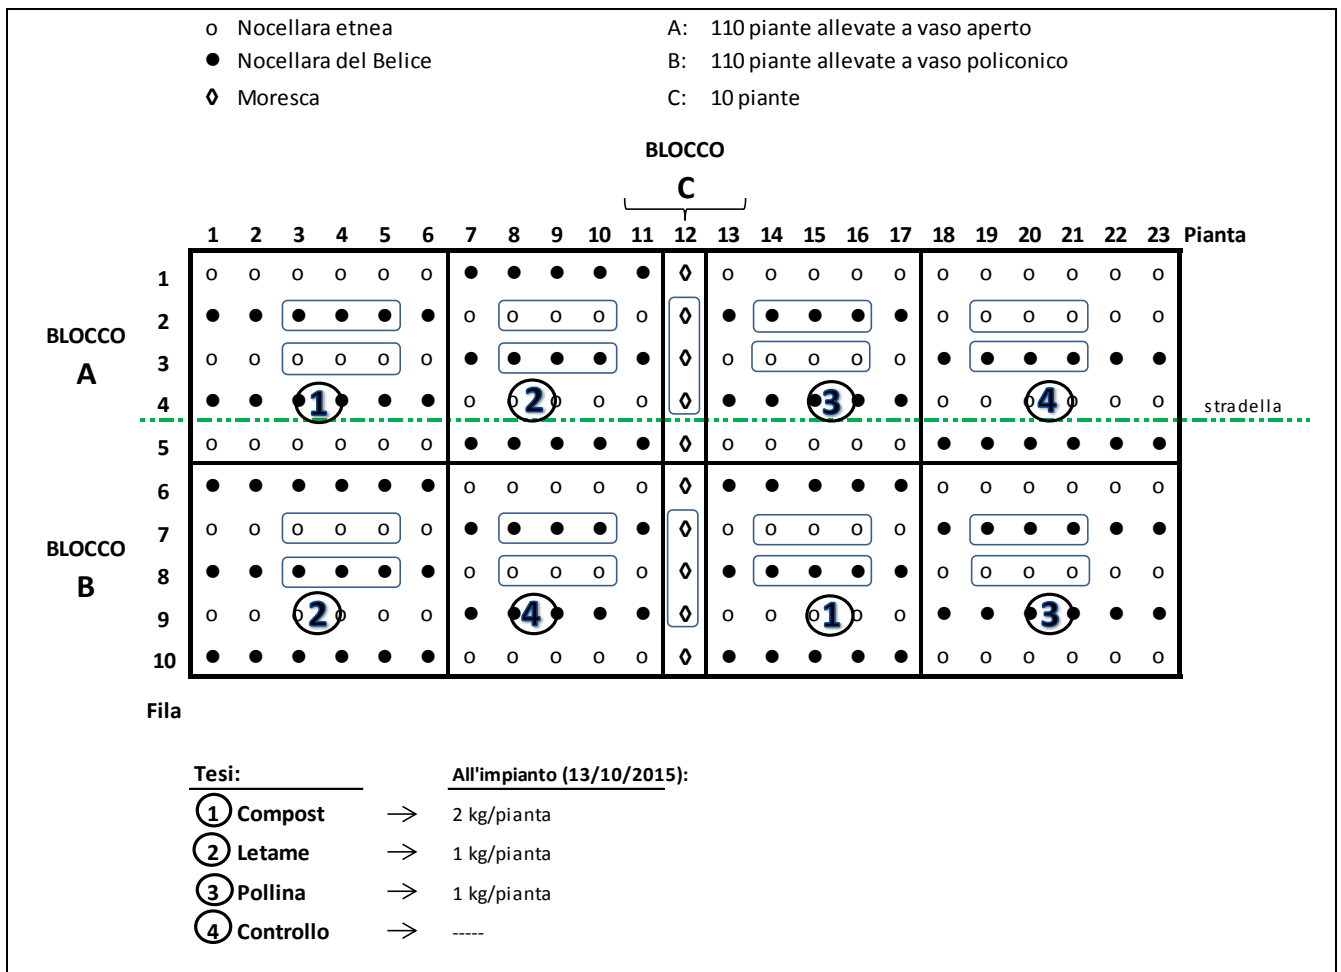 o Nocellara etnea A: 110 piante allevate a vaso aperto
● Nocellara del Belice B: 110 piante allevate a vaso policonico
◊ Moresca C: 10 piante
BLOCCO
C
1 2 3 4 5 6 7 8 9 10 11 12 13 14 15 16 17 18 19 20 21 22 23 Pianta
1 o o o o o o ● ● ● ● ● ◊ o o o o o o o o o o o
2 ● ● ● ● ● ● o o o o o ◊ ● ● ● ● ● o o o o o o
BLOCCO
A
3 o o o o o o ● ● ● ● ● ◊ o o o o o ● ● ● ● ● ●
4 ● ● ● 1 ● ● ● o o 2 o o o ◊ ● ● ● 3 ● ● o o o 4 o o o
stradella
5 o o o o o o ● ● ● ● ● ◊ o o o o o ● ● ● ● ● ●
6 ● ● ● ● ● ● o o o o o ◊ ● ● ● ● ● o o o o o o
7 o o o o o o ● ● ● ● ● ◊ o o o o o ● ● ● ● ● ●
BLOCCO
B
8 ● ● ● ● ● ● o o o o o ◊ ● ● ● ● ● o o o o o o
9 o o o 2 o o o ● ● 4 ● ● ● ◊ o o o 1 o o ● ● ● 3 ● ● ●
10 ● ● ● ● ● ● o o o o o ◊ ● ● ● ● ● o o o o o o
Fila
Tesi: All'impianto (13/10/2015):
1 Compost → 2 kg/pianta
2 Letame → 1 kg/pianta
3 Pollina → 1 kg/pianta
4 Controllo → -----